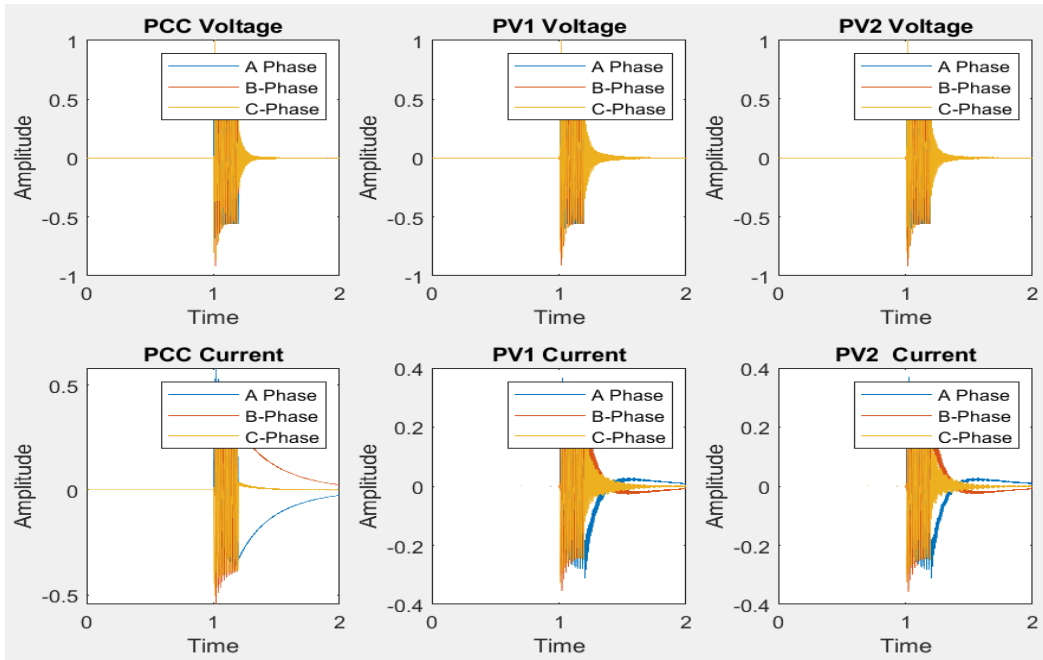 PCC Voltage
1
0.5
0
-0.5
-1
Amplitude
A Phase
B-Phase
C-Phase
0
1
2
Time
PV1 Voltage
1
0.5
0
-0.5
-1
Amplitude
A Phase
B-Phase
C-Phase
0
1
2
Time
PV2 Voltage
1
0.5
0
-0.5
-1
Amplitude
A Phase
B-Phase
C-Phase
0
1
2
Time
PCC Current
0.5
0
-0.5
Amplitude
A Phase
B-Phase
C-Phase
0
1
2
Time
PV1 Current
0.4
0.2
0
-0.2
-0.4
Amplitude
A Phase
B-Phase
C-Phase
0
1
2
Time
PV2 Current
0.4
0.2
0
-0.2
-0.4
Amplitude
A Phase
B-Phase
C-Phase
0
1
2
Time